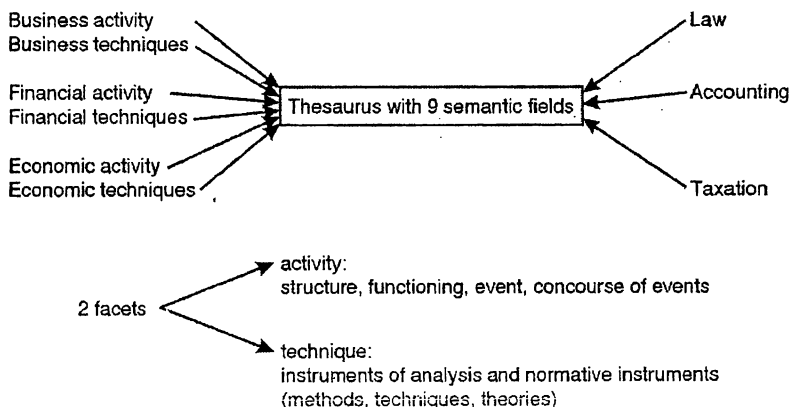 Business activity
Business techniques
Financial activity
Financial techniques
Economic activity
Economic techniques
Thesaurus with 9 semantic fields
Law
Accounting
Taxation
2 facets
activity:
structure, functioning, event, concourse of events
technique:
instruments of analysis and normative instruments
(methods, techniques, theories)